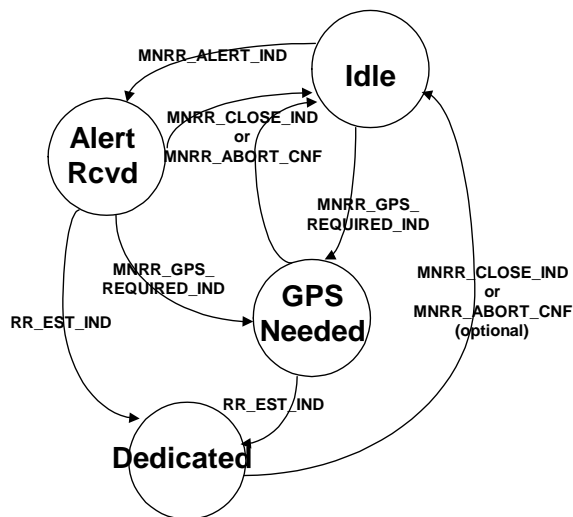 MNRR_ALERT_IND
Idle
MNRR_CLOSE_IND
or
MNRR_ABORT_CNF
Alert
Rcvd
MNRR_GPS_
REQUIRED_IND
MNRR_GPS_
REQUIRED_IND
MNRR_CLOSE_IND
or
MNRR_ABORT_CNF
(optional)
GPS
Needed
RR_EST_IND
RR_EST_IND
Dedicated